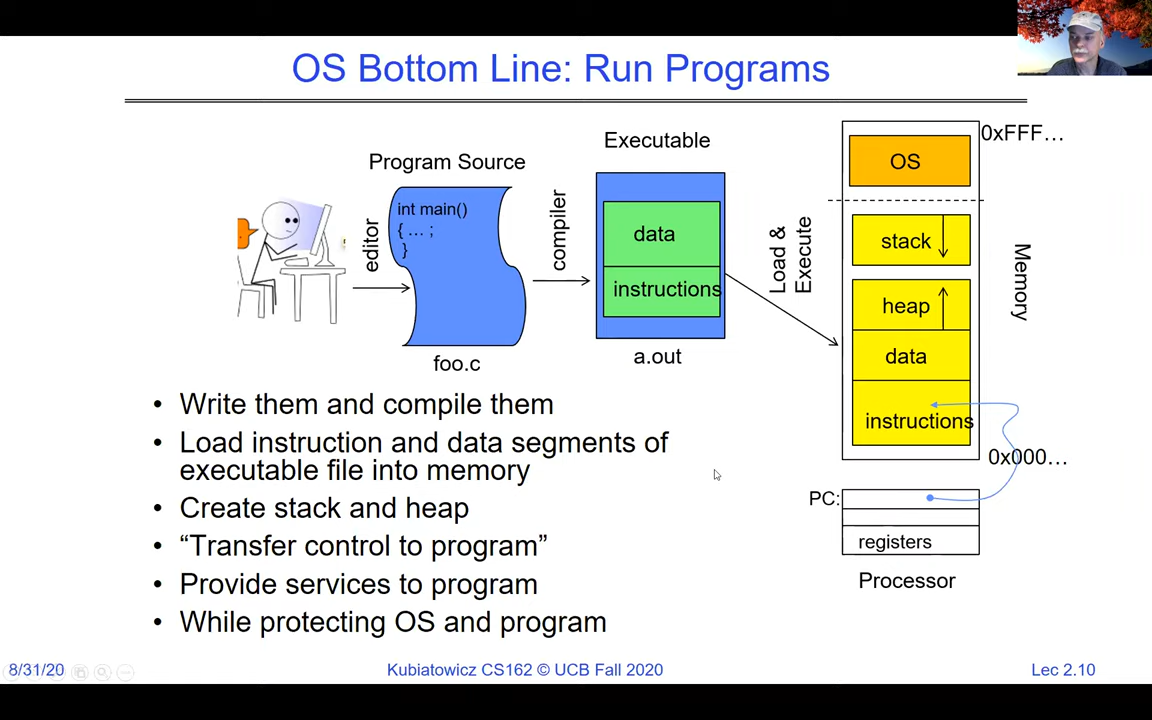 OS Bottom Line: Run Programs
Program Source
editor
int main()
{ … ;
}
foo.c
compiler
Executable
data
instructions
a.out
Load &
Execute
0xFFF…
OS
stack
heap
data
instructions
Memory
0x000…
PC:
registers
Processor
• Write them and compile them
• Load instruction and data segments of
executable file into memory
• Create stack and heap
• “Transfer control to program”
• Provide services to program
• While protecting OS and program
8/31/20
Kubiatowicz CS162 © UCB Fall 2020
Lec 2.10